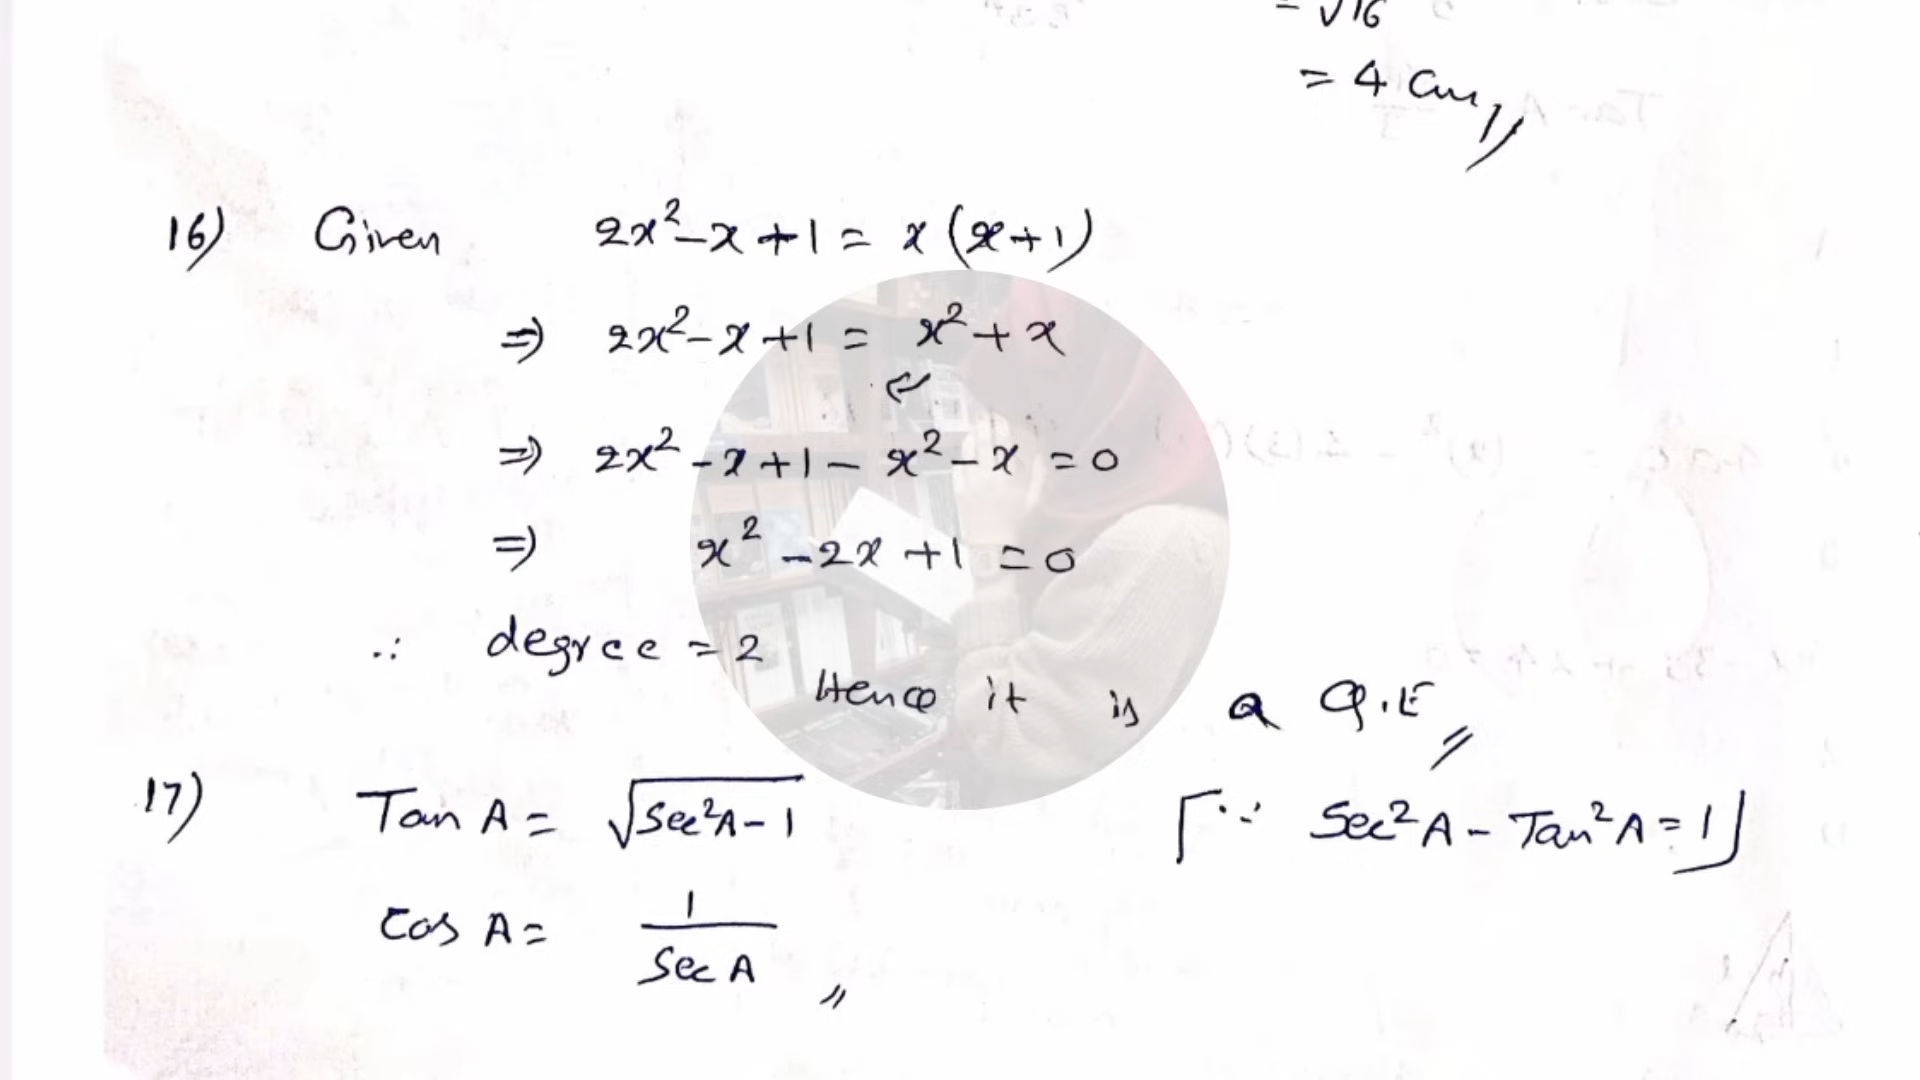 = √16
= 4 Cm
16) Given 2x²-x+1 = x(x+1)
⇒ 2x²-x+1 = x²+x
⇒ 2x²-x+1-x²-x = 0
⇒ x²-2x+1 = 0
∴ degree = 2
Hence it is a Q.E
17) Tan A = √Sec²A-1 [∵ Sec²A - Tan²A = 1]
Cos A = 1/Sec A